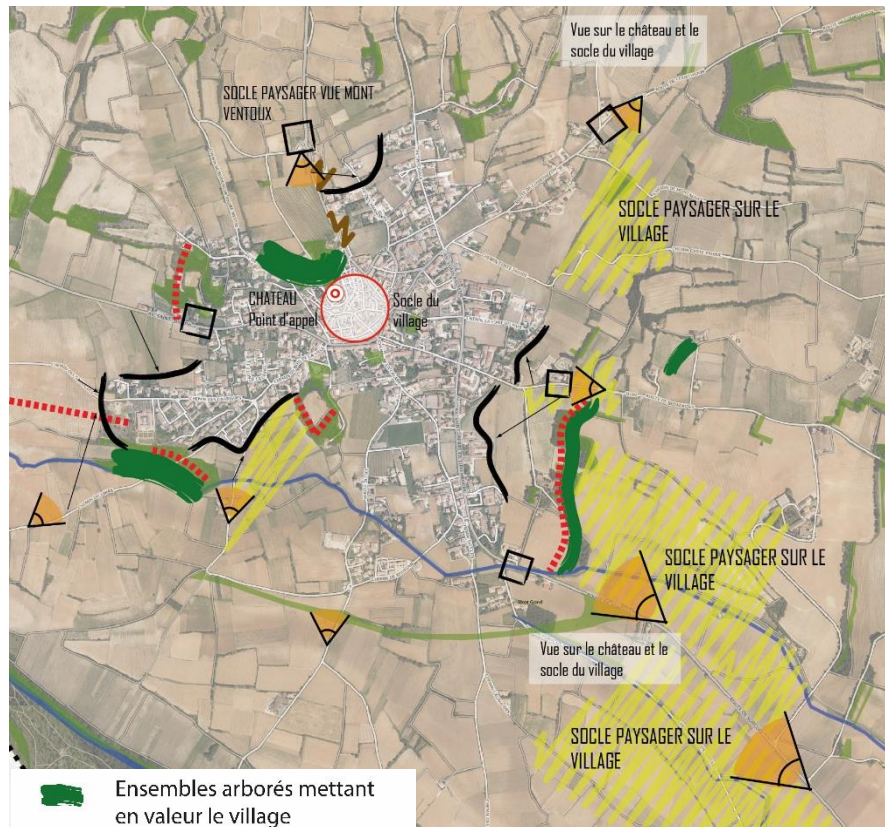 Vue sur le château et le
socle du village
SOCLE PAYSAGER VUE MONT
VENTOUX
SOCLE PAYSAGER SUR LE
VILLAGE
CHATEAU
Point d'appel
Socle du
village
SOCLE PAYSAGER SUR LE
VILLAGE
Vue sur le château et le
socle du village
SOCLE PAYSAGER SUR LE
VILLAGE
Ensembles arborés mettant
en valeur le village